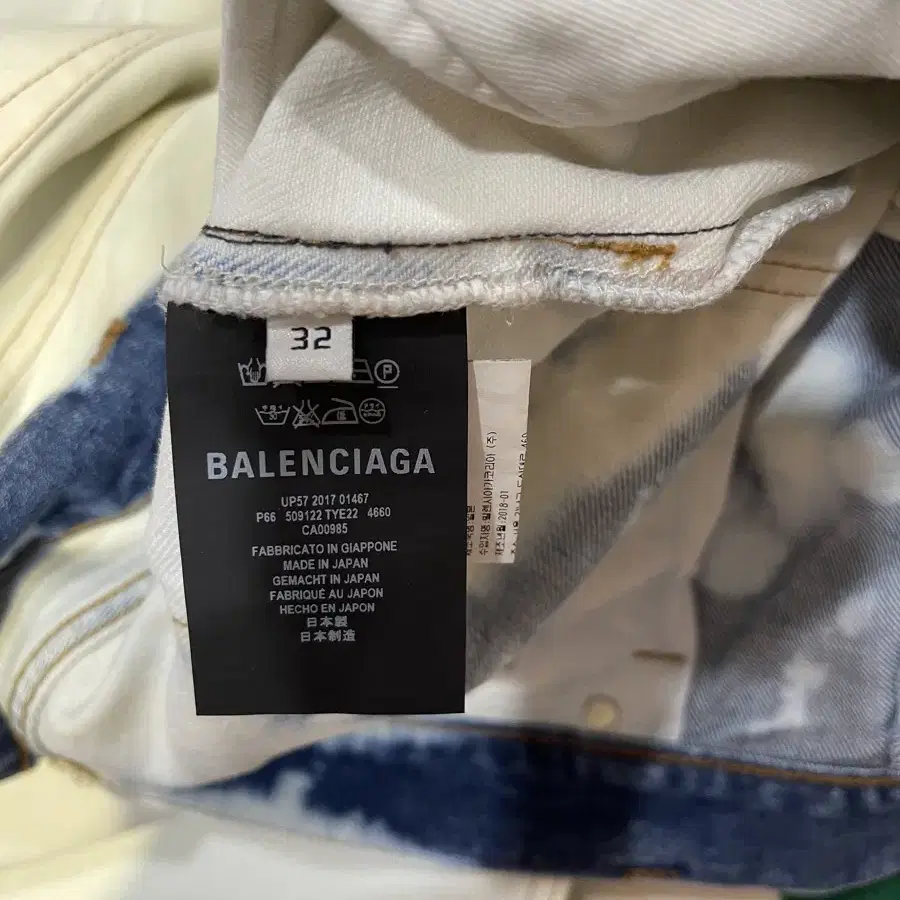 32
P
BALENCIAGA
UP57 2017 01467
P66 509122 TYE22 4660
CA00985
FABBRICATO IN GIAPPONE
MADE IN JAPAN
GEMACHT IN JAPAN
FABRIQUÉ AU JAPON
HECHO EN JAPON
日本製
日本制造
2018-01